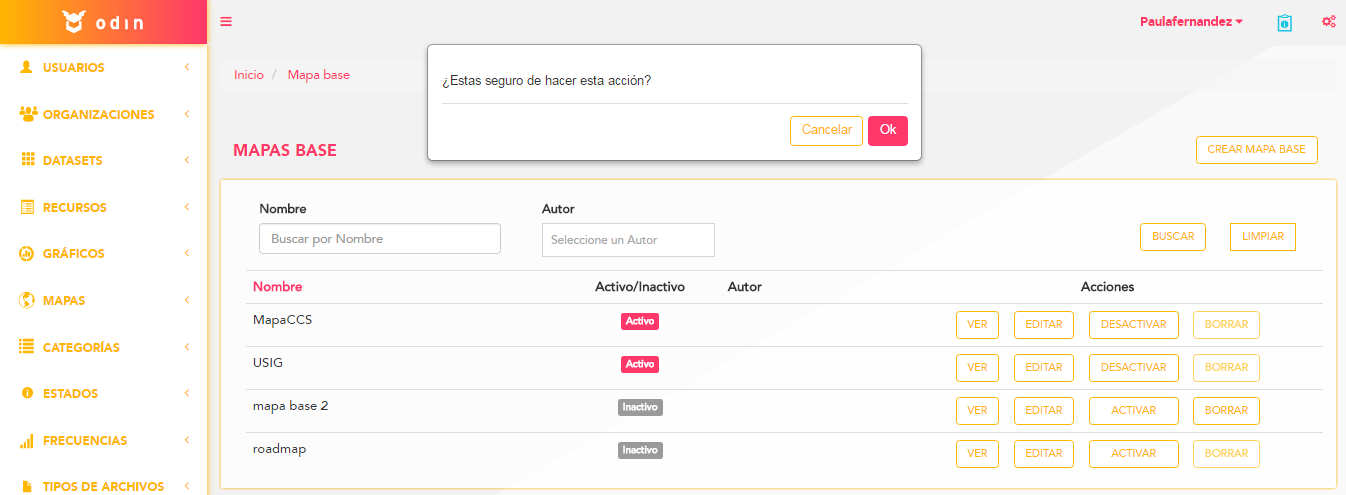 odin
Paulafernandez
USUARIOS
ORGANIZACIONES
DATASETS
RECURSOS
GRÁFICOS
MAPAS
CATEGORÍAS
ESTADOS
FRECUENCIAS
TIPOS DE ARCHIVOS
Inicio / Mapa base
¿Estas seguro de hacer esta acción?
Cancelar Ok
MAPAS BASE
CREAR MAPA BASE
Nombre Autor
Buscar por Nombre Seleccione un Autor BUSCAR LIMPIAR
Nombre Activo/Inactivo Autor Acciones
MapaCCS Activo VER EDITAR DESACTIVAR BORRAR
USIG Activo VER EDITAR DESACTIVAR BORRAR
mapa base 2 Inactivo VER EDITAR ACTIVAR BORRAR
roadmap Inactivo VER EDITAR ACTIVAR BORRAR